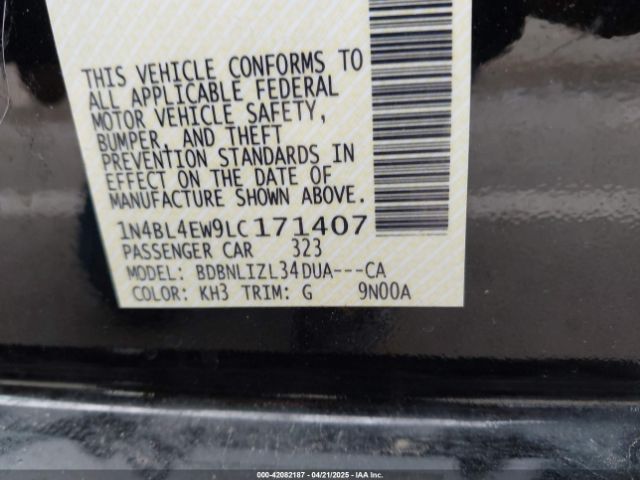 THIS VEHICLE CONFORMS TO
ALL APPLICABLE FEDERAL
MOTOR VEHICLE SAFETY,
BUMPER, AND THEFT
PREVENTION STANDARDS IN
EFFECT ON THE DATE OF
MANUFACTURE SHOWN ABOVE.
1N4BL4EW9LC171407
PASSENGER CAR 323
MODEL: BDBNLIZL34DUA---CA
COLOR: KH3 TRIM: G 9N00A
000-42082187 - 04/21/2025 - COPYRIGHT IAA, LLC